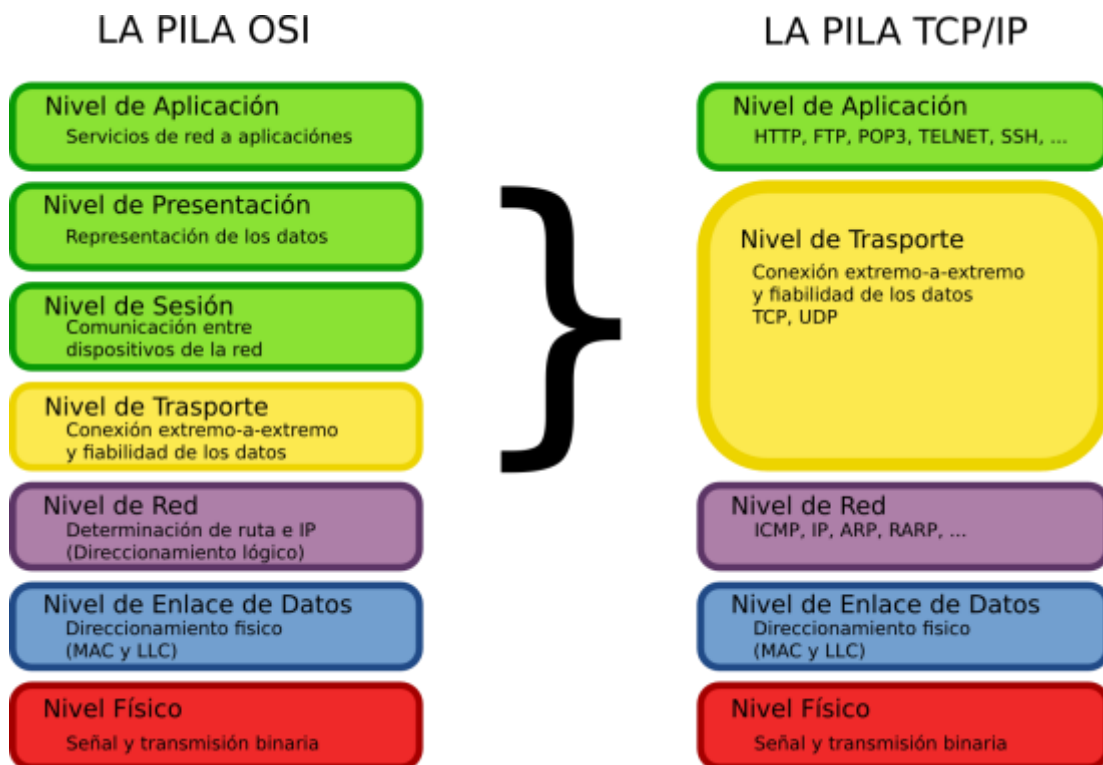 LA PILA OSI
Nivel de Aplicación
Servicios de red a aplicaciónes
Nivel de Presentación
Representación de los datos
Nivel de Sesión
Comunicación entre
dispositivos de la red
Nivel de Trasporte
Conexión extremo-a-extremo
y fiabilidad de los datos
Nivel de Red
Determinación de ruta e IP
(Direccionamiento lógico)
Nivel de Enlace de Datos
Direccionamiento fisico
(MAC y LLC)
Nivel Físico
Señal y transmisión binaria
}
LA PILA TCP/IP
Nivel de Aplicación
HTTP, FTP, POP3, TELNET, SSH, ...
Nivel de Trasporte
Conexión extremo-a-extremo
y fiabilidad de los datos
TCP, UDP
Nivel de Red
ICMP, IP, ARP, RARP, ...
Nivel de Enlace de Datos
Direccionamiento fisico
(MAC y LLC)
Nivel Físico
Señal y transmisión binaria